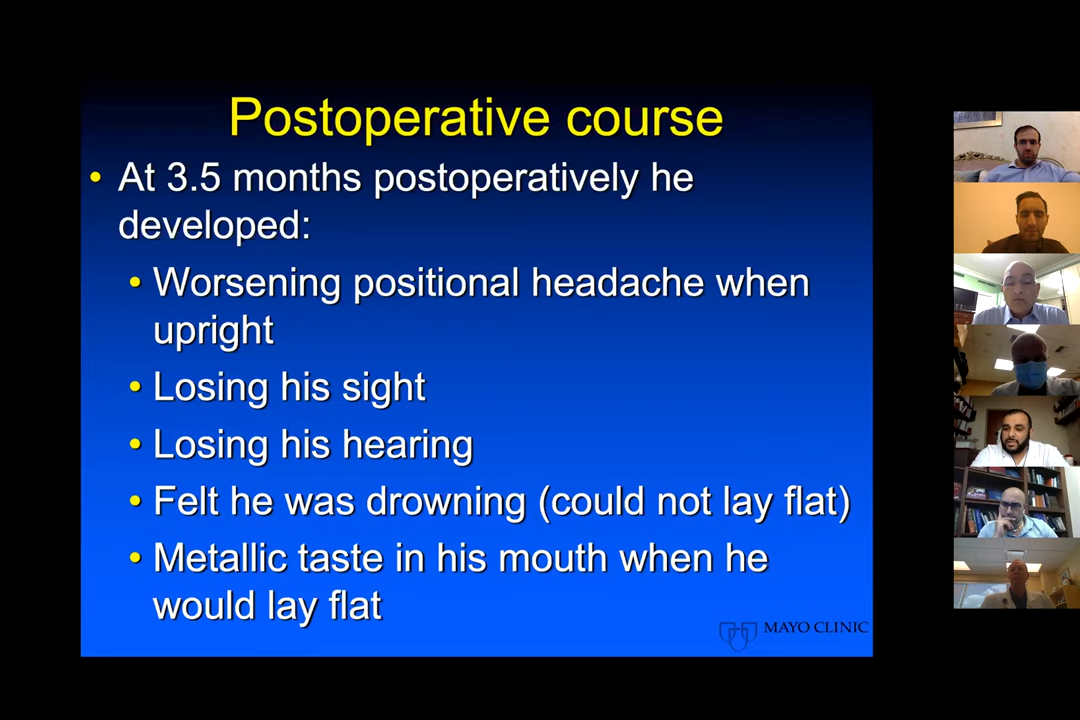 Postoperative course
• At 3.5 months postoperatively he
developed:
• Worsening positional headache when
upright
• Losing his sight
• Losing his hearing
• Felt he was drowning (could not lay flat)
• Metallic taste in his mouth when he
would lay flat
MAYO CLINIC